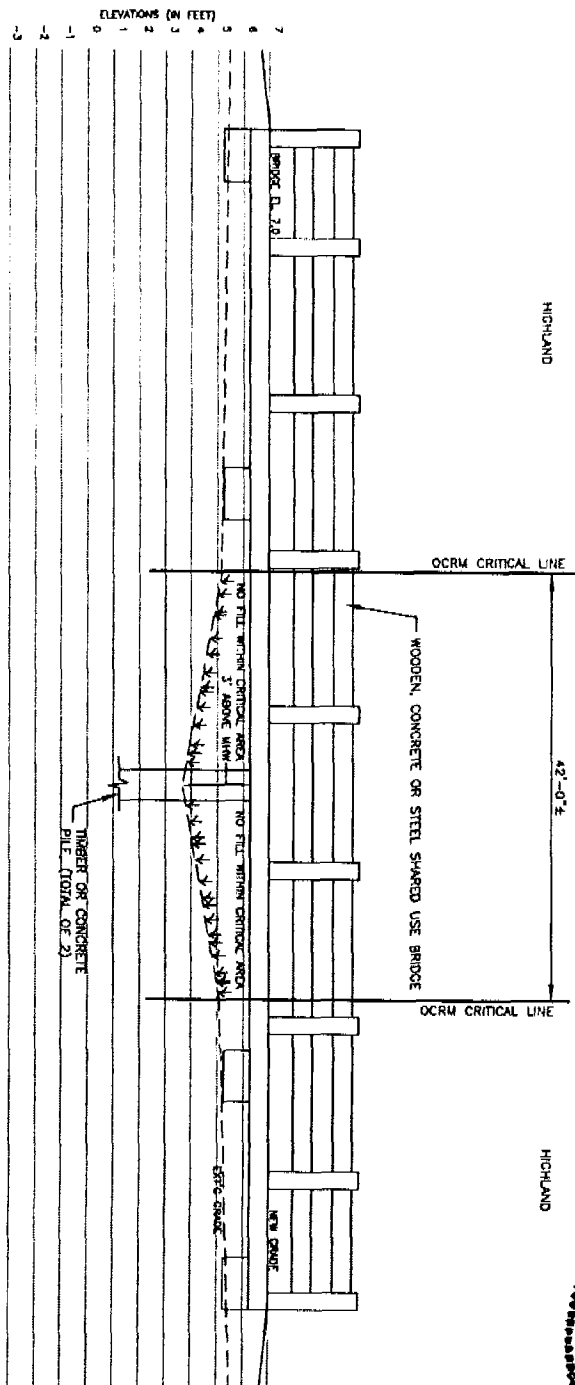 HIGHLAND
HIGHLAND
42'-0"±
OCRM CRITICAL LINE
OCRM CRITICAL LINE
WOODEN, CONCRETE OR STEEL SHARED USE BRIDGE
BRIDGE EL. 7.0
NEW GRADE
NO FILL WITHIN CRITICAL AREA
NO FILL WITHIN CRITICAL AREA
3' ABOVE MHW
EXT'G GRADE
TIMBER OR CONCRETE
PILE (TOTAL OF 2)
ELEVATIONS (IN FEET)
7
6
5
4
3
2
1
0
-1
-2
-3